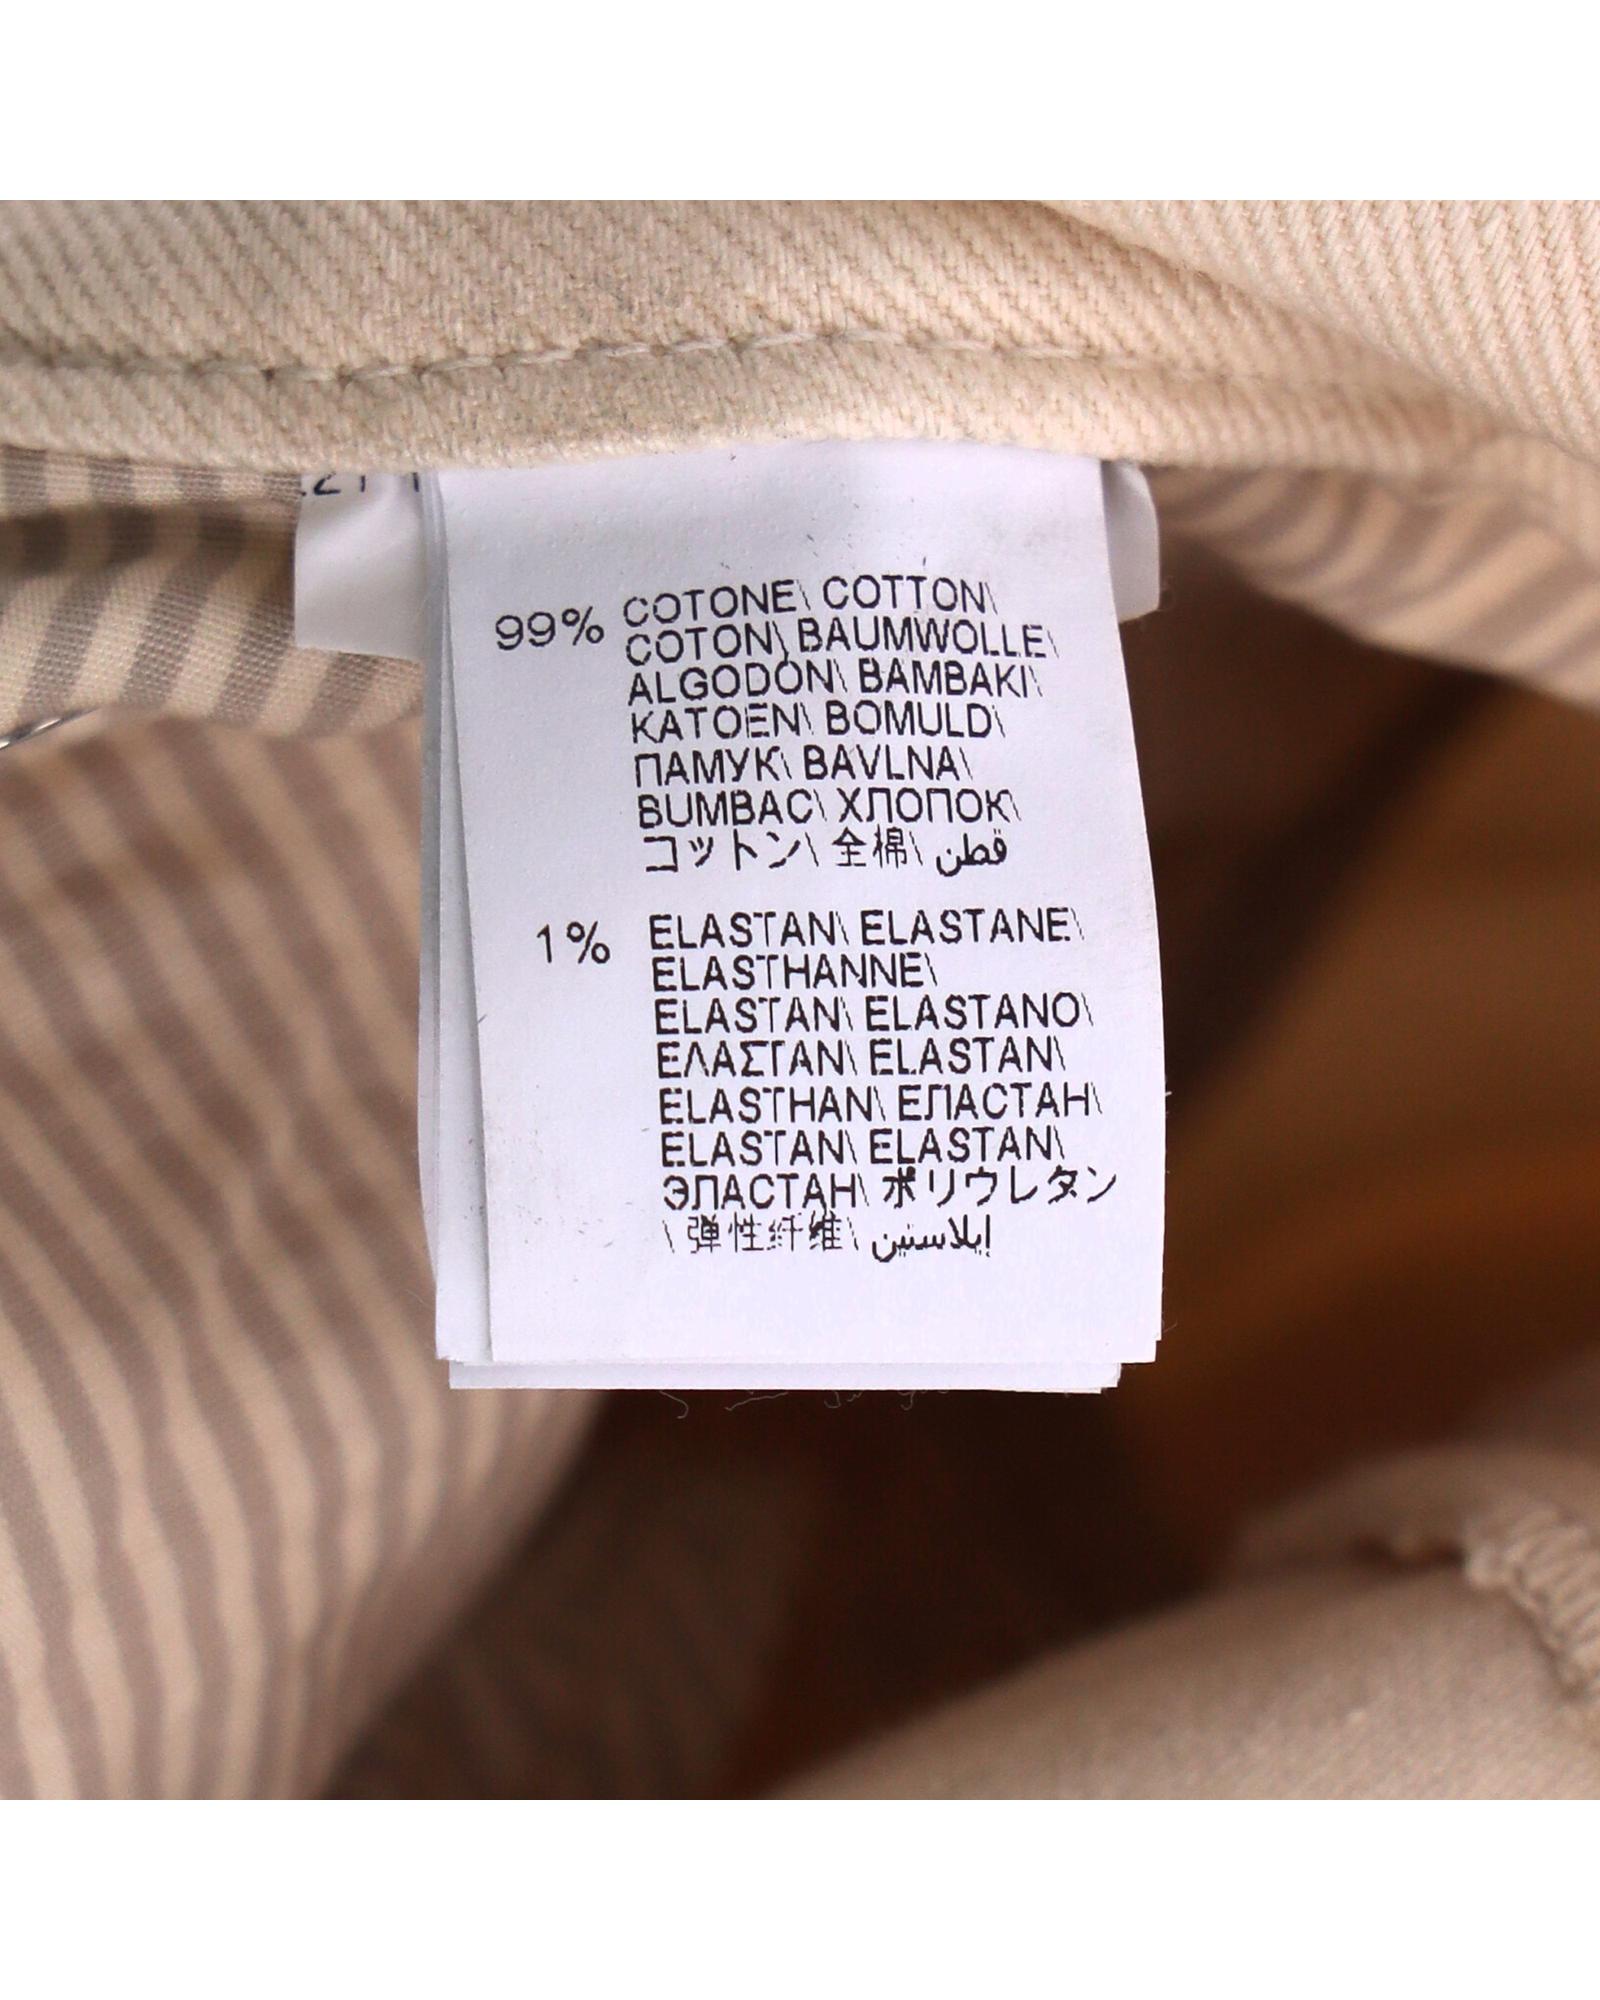 99% COTONE\ COTTON\
COTON\ BAUMWOLLE\
ALGODÓN\ BAMBAKI\
KATOEN\ BOMULD\
ПАМУК\ BAVLNA\
BUMBAC\ ХЛОПОК\
コットン\ 全棉\ قطن
1% ELASTAN\ ELASTANE\
ELASTHANNE\
ELASTAN\ ELASTANO\
ΕΛΑΣΤΑΝ\ ELASTAN\
ELASTHAN\ ЕЛАСТАН\
ELASTAN\ ELASTAN\
ЭЛАСТАН\ ポリウレタン
\ 弹性纤维\ إيلاستين